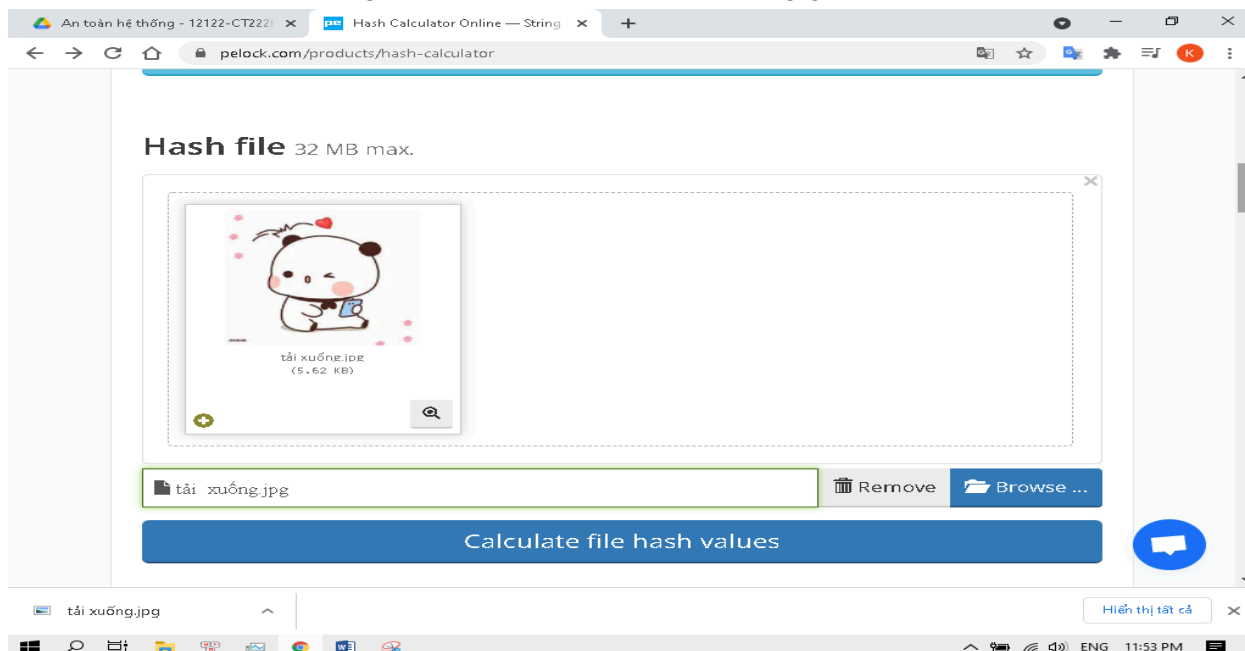 An toàn hệ thống - 12122-CT222
pe Hash Calculator Online — String
pelock.com/products/hash-calculator
K
Hash file 32 MB max.
tải xuống.jpg
(5.62 KB)
tải xuống.jpg
Remove
Browse ...
Calculate file hash values
tải xuống.jpg
Hiển thị tất cả
ENG 11:53 PM